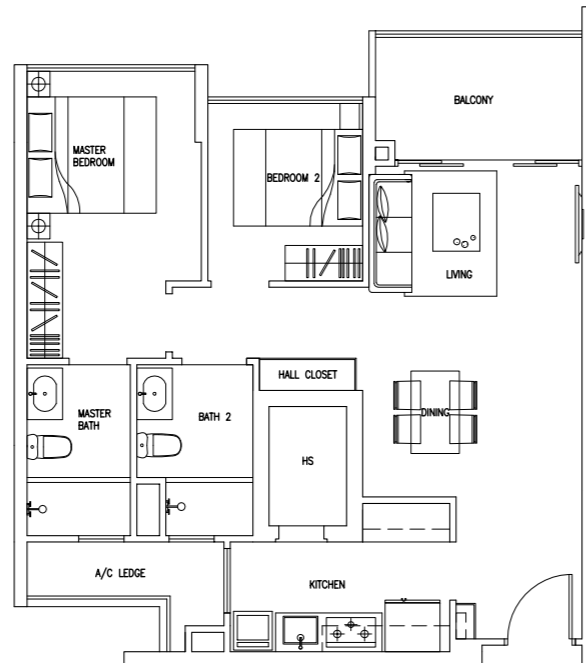 BALCONY
MASTER
BEDROOM
BEDROOM 2
LIVING
HALL CLOSET
MASTER
BATH
BATH 2
DINING
HS
A/C LEDGE
KITCHEN